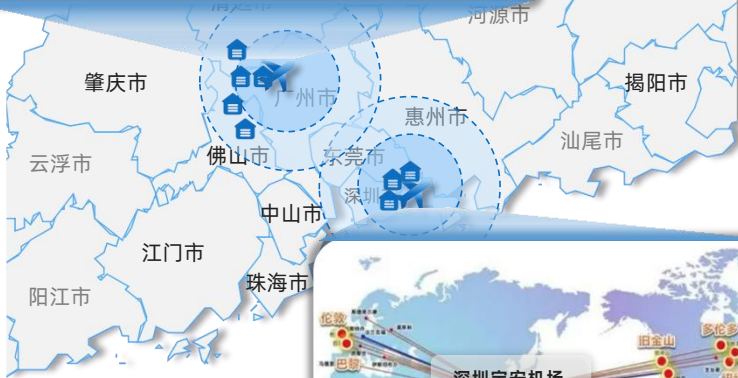 清远市
河源市
肇庆市
广州市
揭阳市
惠州市
汕尾市
云浮市
佛山市
东莞市
深圳
中山市
江门市
珠海市
阳江市
伦敦
巴黎
旧金山
多伦多
深圳宝安机场